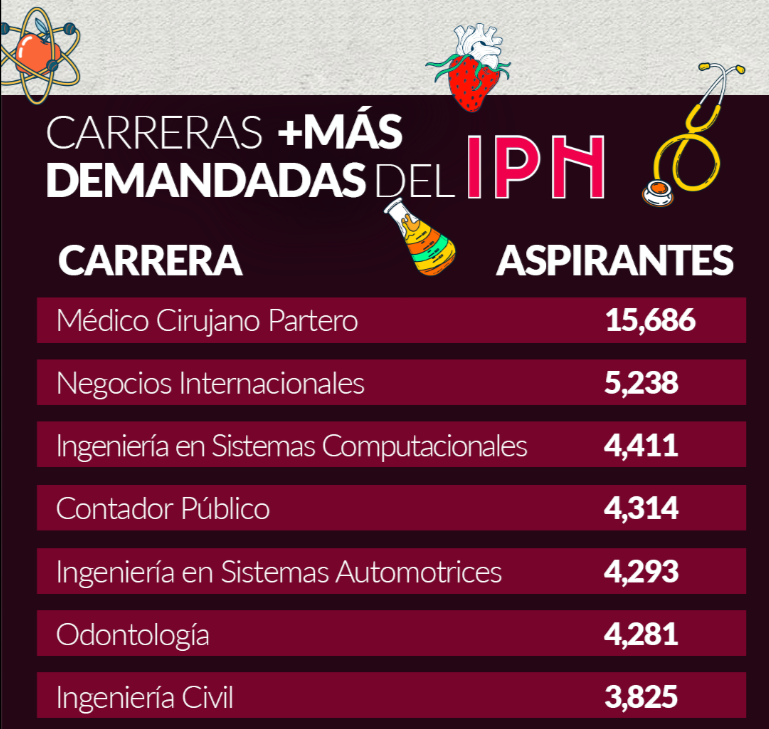 CARRERAS +MÁS
DEMANDADAS DEL IPN
CARRERA ASPIRANTES
Médico Cirujano Partero 15,686
Negocios Internacionales 5,238
Ingeniería en Sistemas Computacionales 4,411
Contador Público 4,314
Ingeniería en Sistemas Automotrices 4,293
Odontología 4,281
Ingeniería Civil 3,825